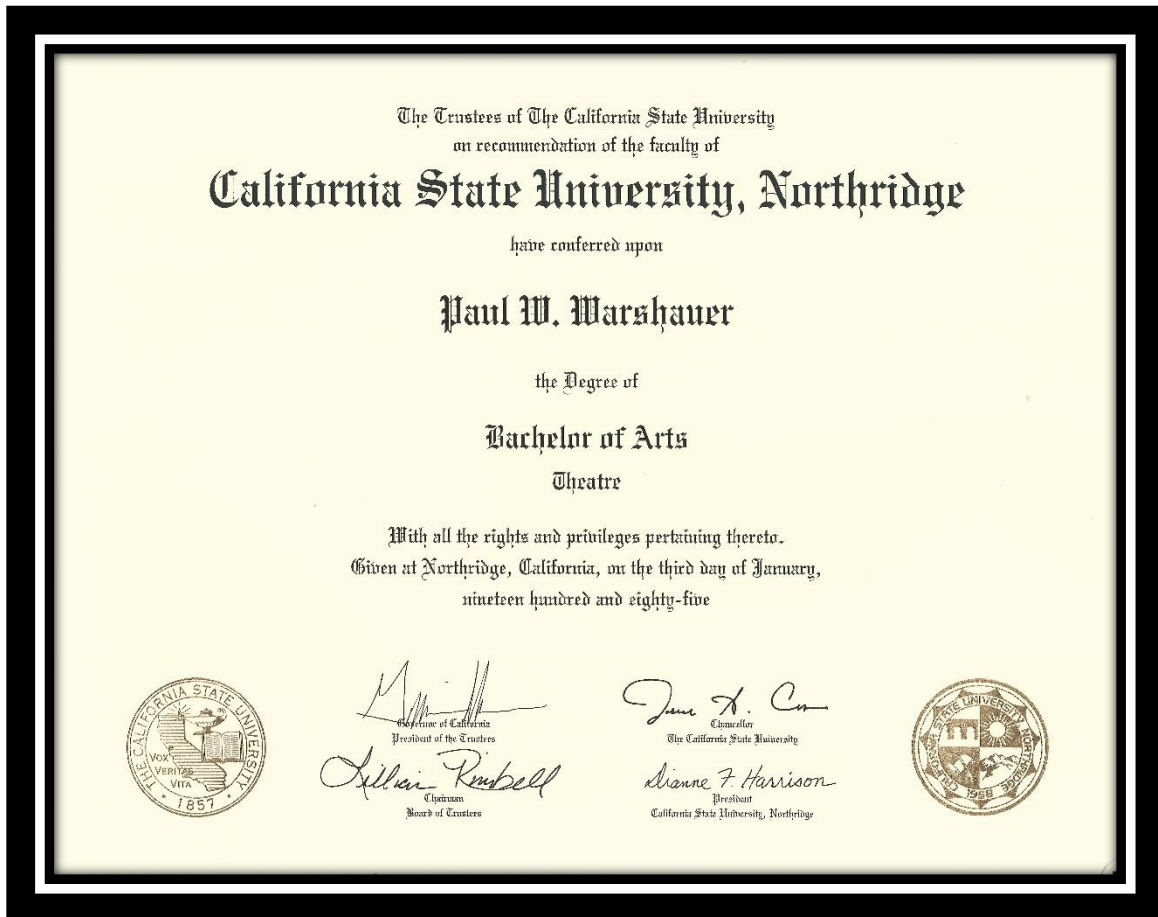 The Trustees of The California State University
on recommendation of the faculty of
California State University, Northridge
have conferred upon
Paul W. Warshauer
the Degree of
Bachelor of Arts
Theatre
With all the rights and privileges pertaining thereto.
Given at Northridge, California, on the third day of January,
nineteen hundred and eighty-five
THE CALIFORNIA STATE UNIVERSITY
VOX
VERITAS
VITA
1857
Governor of California
President of the Trustees
Lillian Kimbell
Chairman
Board of Trustees
Chancellor
The California State University
Dianne F. Harrison
President
California State University, Northridge
CALIFORNIA STATE UNIVERSITY NORTHRIDGE
1958